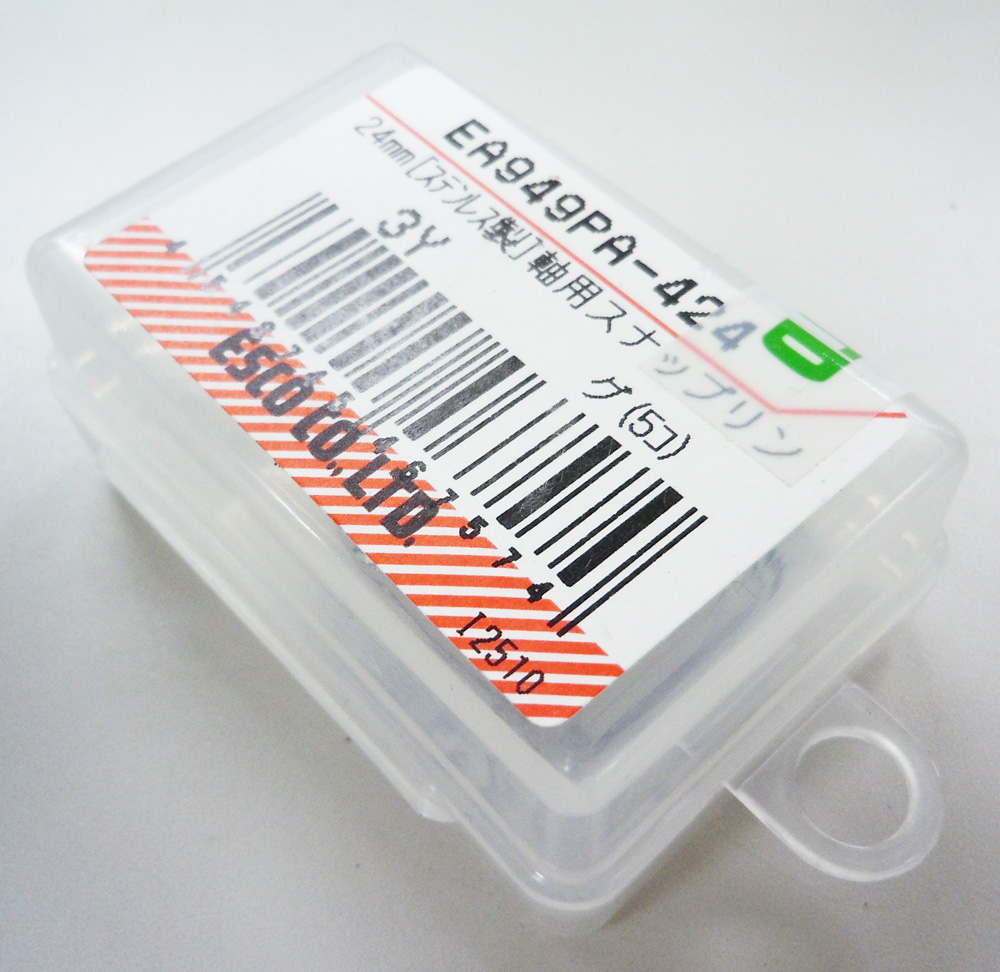 EA949PA-424
24mm[ステンレス製]軸用スナップリン
グ(5コ)
3Y
ESCO CO.,LTD.
I2510